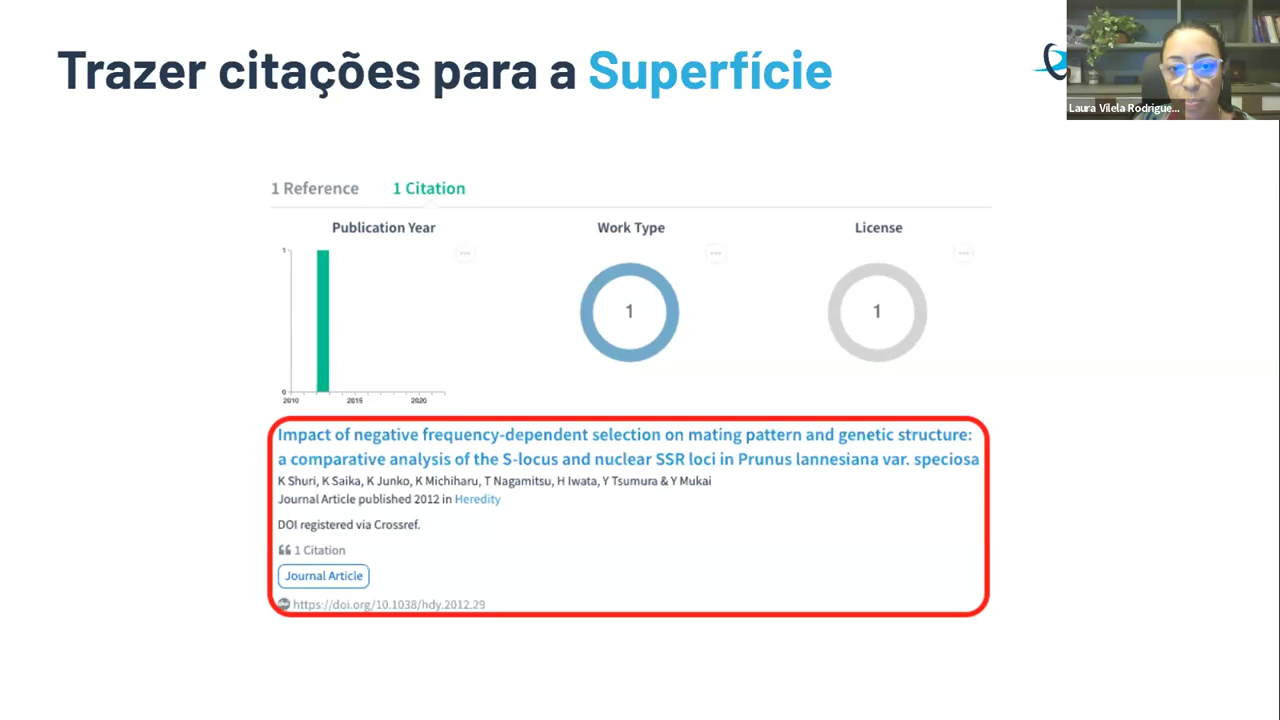 Trazer citações para a Superfície
Laura Vilela Rodrigue...
1 Reference
1 Citation
Publication Year
Work Type
License
1
0
2010
2015
2020
1
1
Impact of negative frequency-dependent selection on mating pattern and genetic structure:
a comparative analysis of the S-locus and nuclear SSR loci in Prunus lannesiana var. speciosa
K Shuri, K Saika, K Junko, K Michiharu, T Nagamitsu, H Iwata, Y Tsumura & Y Mukai
Journal Article published 2012 in Heredity
DOI registered via Crossref.
1 Citation
Journal Article
https://doi.org/10.1038/hdy.2012.29